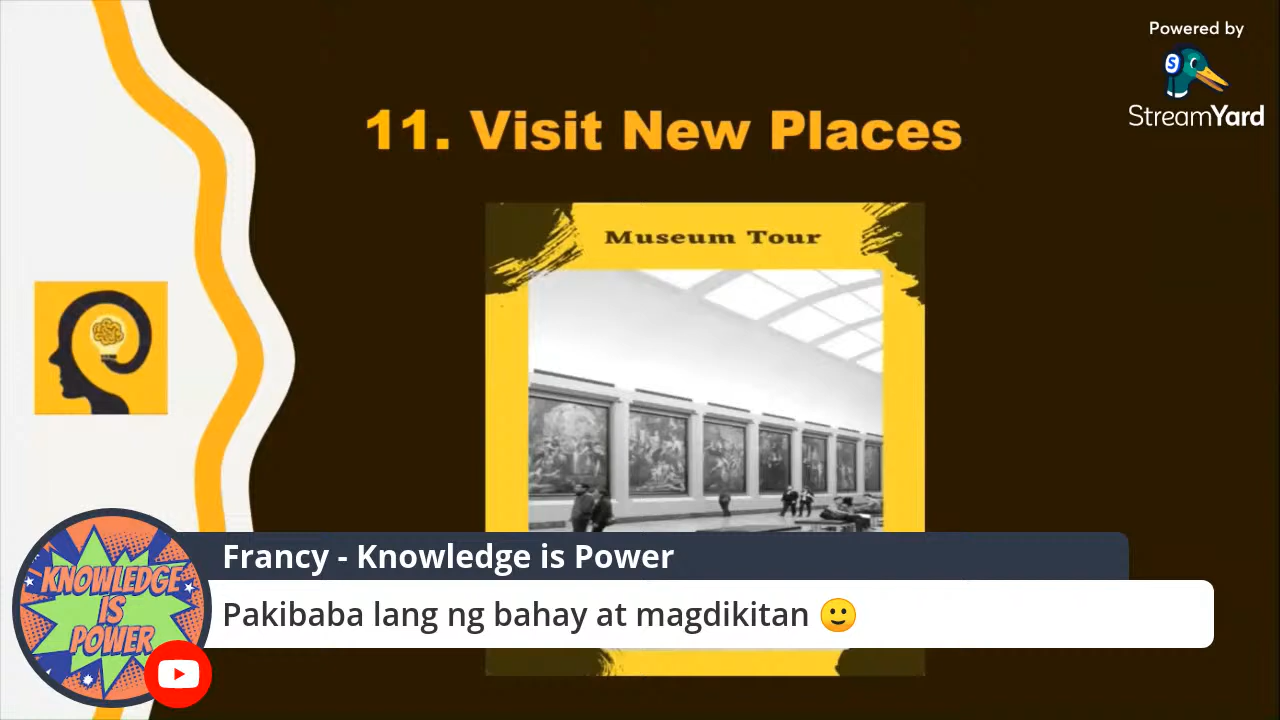 Powered by
StreamYard
11. Visit New Places
Museum Tour
KNOWLEDGE
IS
POWER
Francy - Knowledge is Power
Pakibaba lang ng bahay at magdikitan 🙂